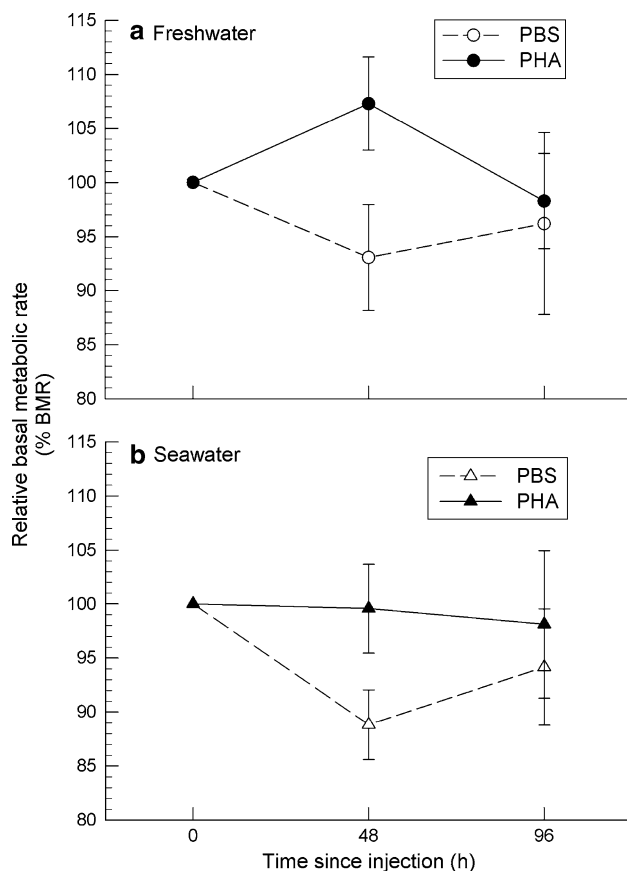 115
110
105
100
95
90
85
80
a Freshwater
PBS
PHA
Relative basal metabolic rate
(% BMR)
115
110
105
100
95
90
85
80
b Seawater
PBS
PHA
0 48 96
Time since injection (h)